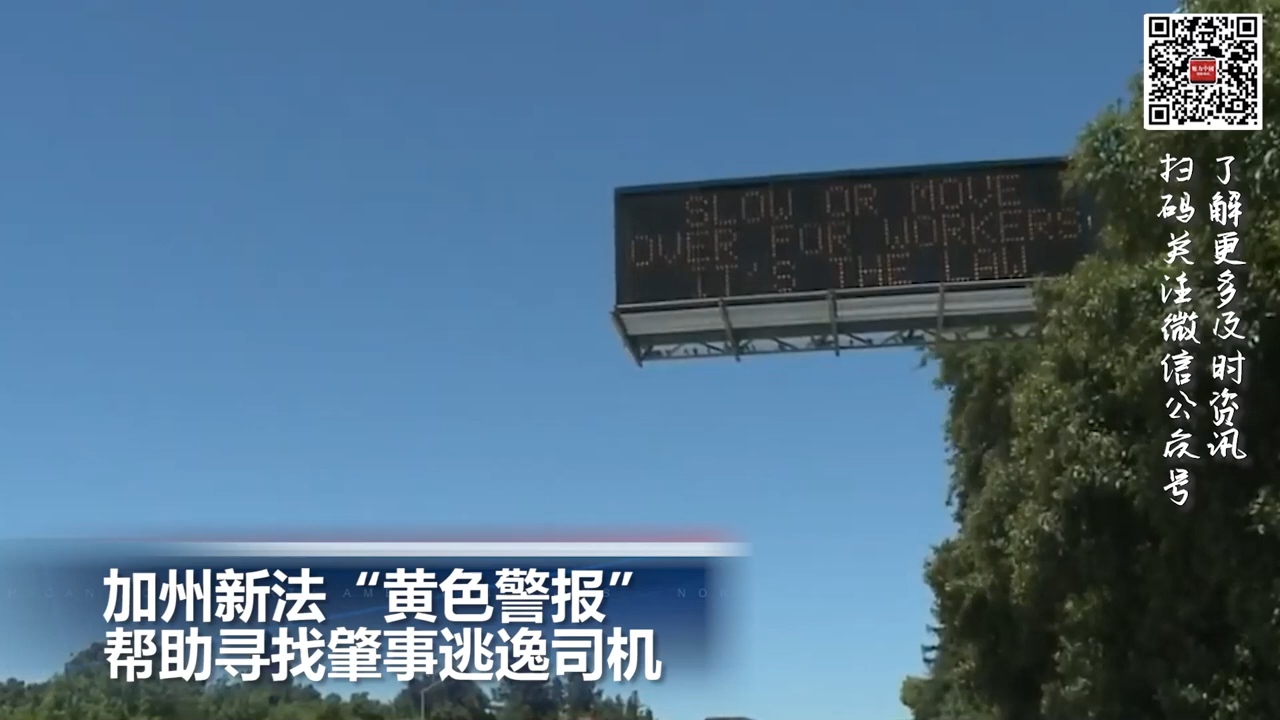 SLOW OR MOVE
OVER FOR WORKERS
IT'S THE LAW
了解更多及时资讯
扫码关注微信公众号
加州新法“黄色警报”
帮助寻找肇事逃逸司机